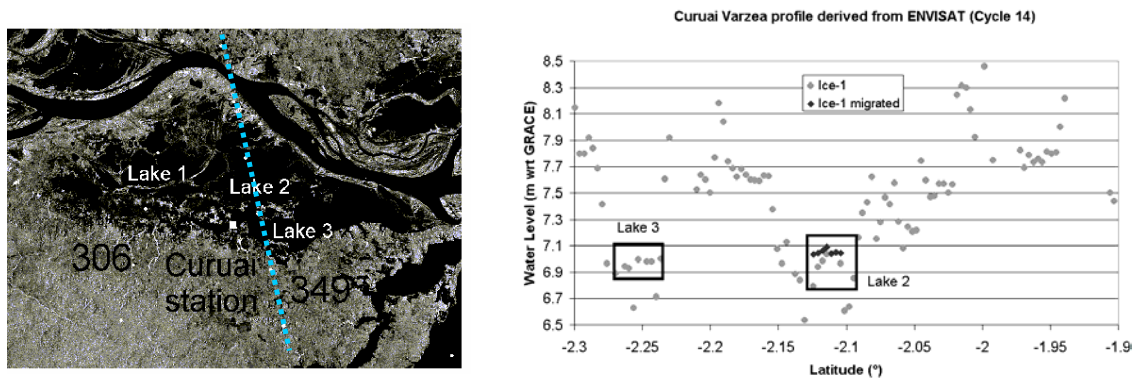 Lake 1
Lake 2
Lake 3
306
Curuai
station
349
Curuai Varzea profile derived from ENVISAT (Cycle 14)
Water Level (m wrt GRACE)
8.5
8.3
8.1
7.9
7.7
7.5
7.3
7.1
6.9
6.7
6.5
Ice-1
Ice-1 migrated
Lake 3
Lake 2
-2.3
-2.25
-2.2
-2.15
-2.1
-2.05
-2
-1.95
-1.9
Latitude (º)